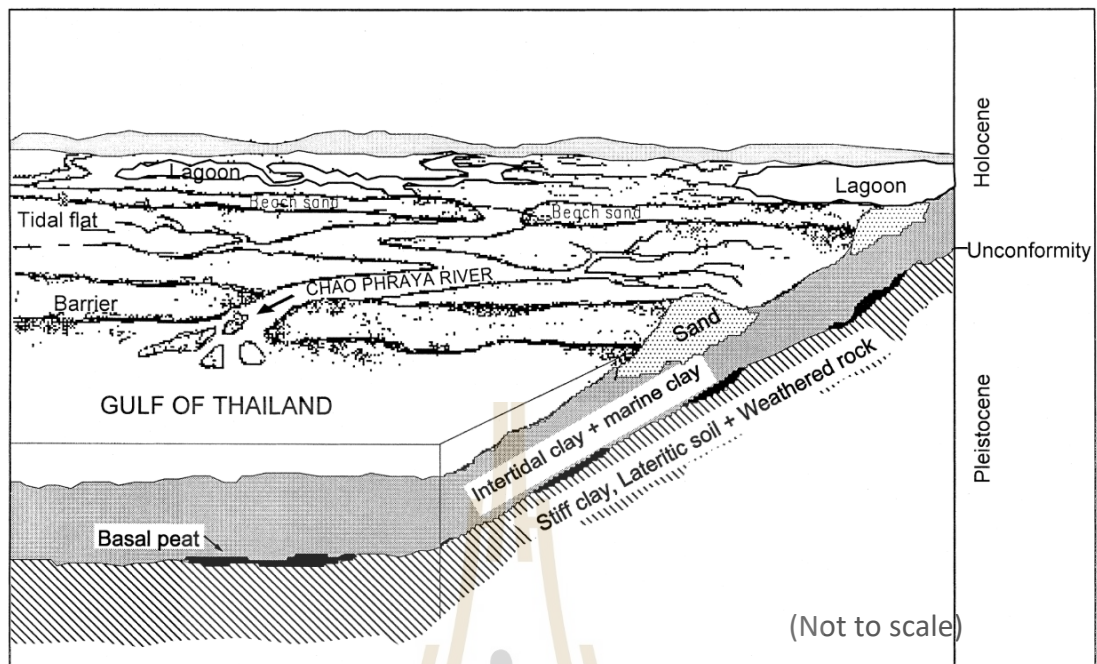 Lagoon
Lagoon
Beach sand
Beach sand
Tidal flat
CHAO PHRAYA RIVER
Barrier
Sand
GULF OF THAILAND
Intertidal clay + marine clay
Stiff clay, Lateritic soil + Weathered rock
Basal peat
(Not to scale)
Holocene
Unconformity
Pleistocene